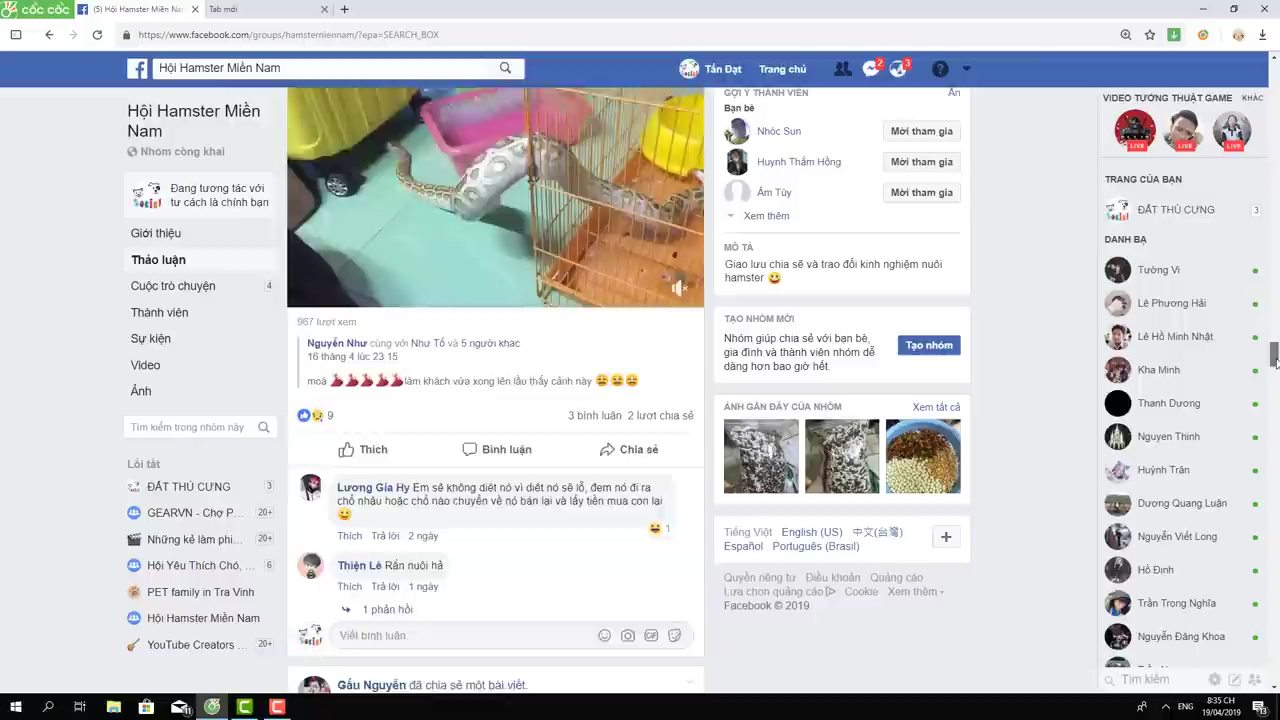 CỐC CỐC
(5) Hội Hamster Miền Na
Tab mới
https://www.facebook.com/groups/hamsterniennam/?epa=SEARCH_BOX
Hội Hamster Miền Nam
Tấn Đạt
Trang chủ
2
3
Hội Hamster Miền
Nam
Nhóm công khai
Đang tương tác với
tư cách là chính bạn
Giới thiệu
Thảo luận
Cuộc trò chuyện
4
Thành viên
Sự kiện
Video
Ảnh
Tìm kiếm trong nhóm này
Lối tắt
ĐẤT THÚ CƯNG
3
GEARVN - Chợ P...
20+
Những kẻ làm phi...
20+
Hội Yêu Thích Chó, ...
6
PET family in Tra Vinh
Hội Hamster Miền Nam
YouTube Creators ...
20+
967 lượt xem
Nguyễn Như cùng với Như Tố và 5 người khác
16 tháng 4 lúc 23:15
moá 💃💃💃💃💃làm khách vừa xong lên lầu thấy cảnh này 😩😩😩
9
3 bình luận 2 lượt chia sẻ
Thích
Bình luận
Chia sẻ
Lương Gia Hy Em sẽ không diệt nó vì diệt nó sẽ lỗ, đem nó đi ra
chổ nhậu hoặc chổ nào chuyển về nó bán lại và lấy tiền mua con lại
😅
1
Thích Trả lời 2 ngày
Thiện Lê Rắn nuôi hả
Thích Trả lời 1 ngày
1 phản hồi
Viết bình luận
Gấu Nguyễn đã chia sẻ một bài viết.
GỢI Ý THÀNH VIÊN
Ẩn
Bạn bè
Nhóc Sun
Mời tham gia
Huynh Thắm Hồng
Mời tham gia
Mời tham gia
Xem thêm
MÔ TẢ
Giao lưu chia sẽ và trao đổi kinh nghiệm nuôi
hamster 😀
TẠO NHÓM MỚI
Nhóm giúp chia sẻ với bạn bè,
gia đình và thành viên nhóm dễ
dàng hơn bao giờ hết.
Tạo nhóm
ẢNH GẦN ĐÂY CỦA NHÓM
Xem tất cả
Tiếng Việt English (US) 中文(台灣)
Español Português (Brasil)
Quyền riêng tư Điều khoản Quảng cáo
Lựa chọn quảng cáo Cookie Xem thêm
Facebook © 2019
VIDEO TƯỜNG THUẬT GAME
KHÁC
LIVE
LIVE
LIVE
TRANG CỦA BẠN
ĐẤT THÚ CƯNG
3
DANH BẠ
Tường Vi
Lê Phương Hải
Lê Hồ Minh Nhật
Kha Minh
Thanh Dương
Nguyen Thinh
Huỳnh Trân
Dương Quang Luận
Nguyễn Viết Long
Hồ Định
Trần Trọng Nghĩa
Nguyễn Đăng Khoa
Tìm kiếm
ENG
8:35 CH
19/04/2019
13